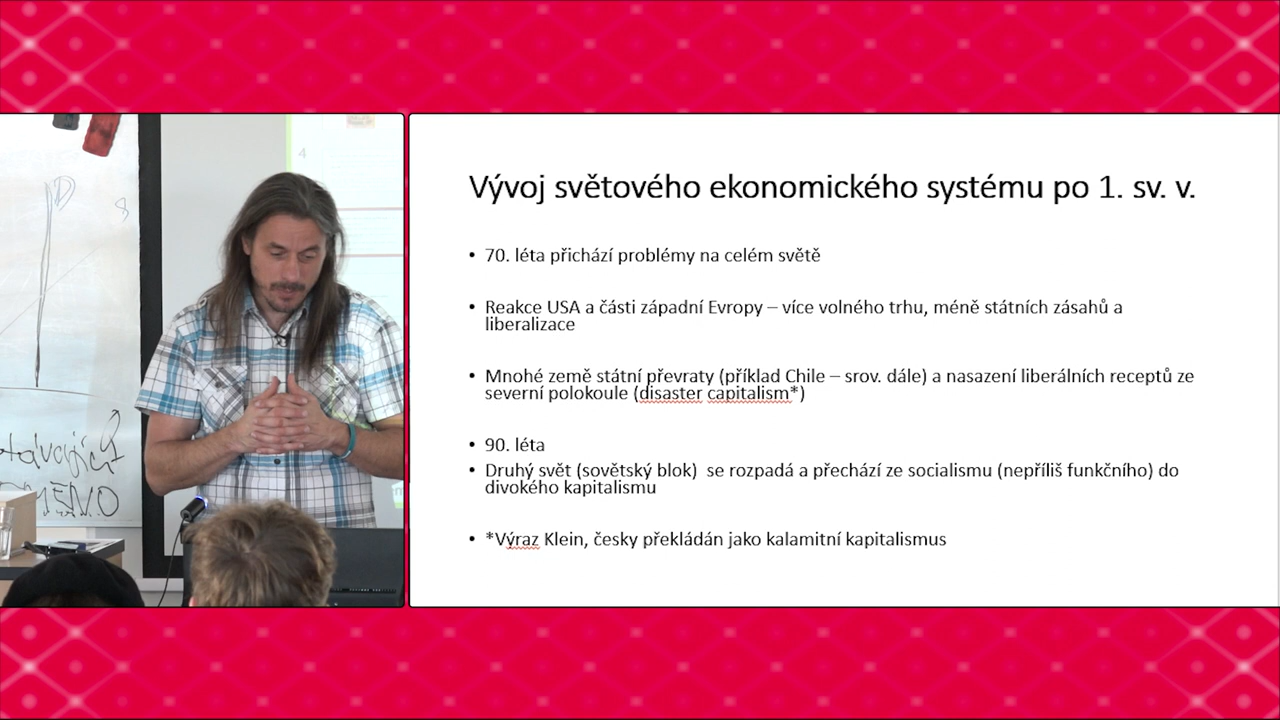 4
D
8
Vývoj světového ekonomického systému po 1. sv. v.
• 70. léta přichází problémy na celém světě
• Reakce USA a části západní Evropy – více volného trhu, méně státních zásahů a
liberalizace
• Mnohé země státní převraty (příklad Chile – srov. dále) a nasazení liberálních receptů ze
severní polokoule (disaster capitalism*)
• 90. léta
• Druhý svět (sovětský blok)  se rozpadá a přechází ze socialismu (nepříliš funkčního) do
divokého kapitalismu
• *Výraz Klein, česky překládán jako kalamitní kapitalismus